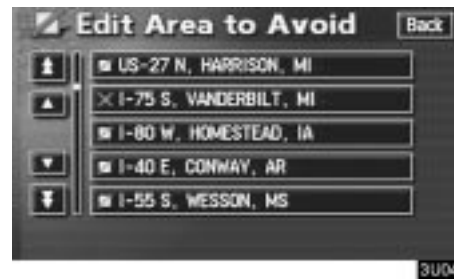 Edit Area to Avoid
Back
US-27 N, HARRISON, MI
I-75 S, VANDERBILT, MI
I-80 W, HOMESTEAD, IA
I-40 E, CONWAY, AR
I-55 S, WESSON, MS